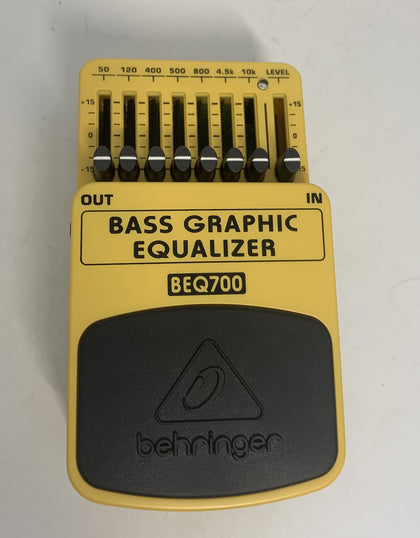 50 120 400 500 800 4.5k 10k LEVEL
+15 +15
0 0
-15 -15
OUT IN
BASS GRAPHIC
EQUALIZER
BEQ700
behringer